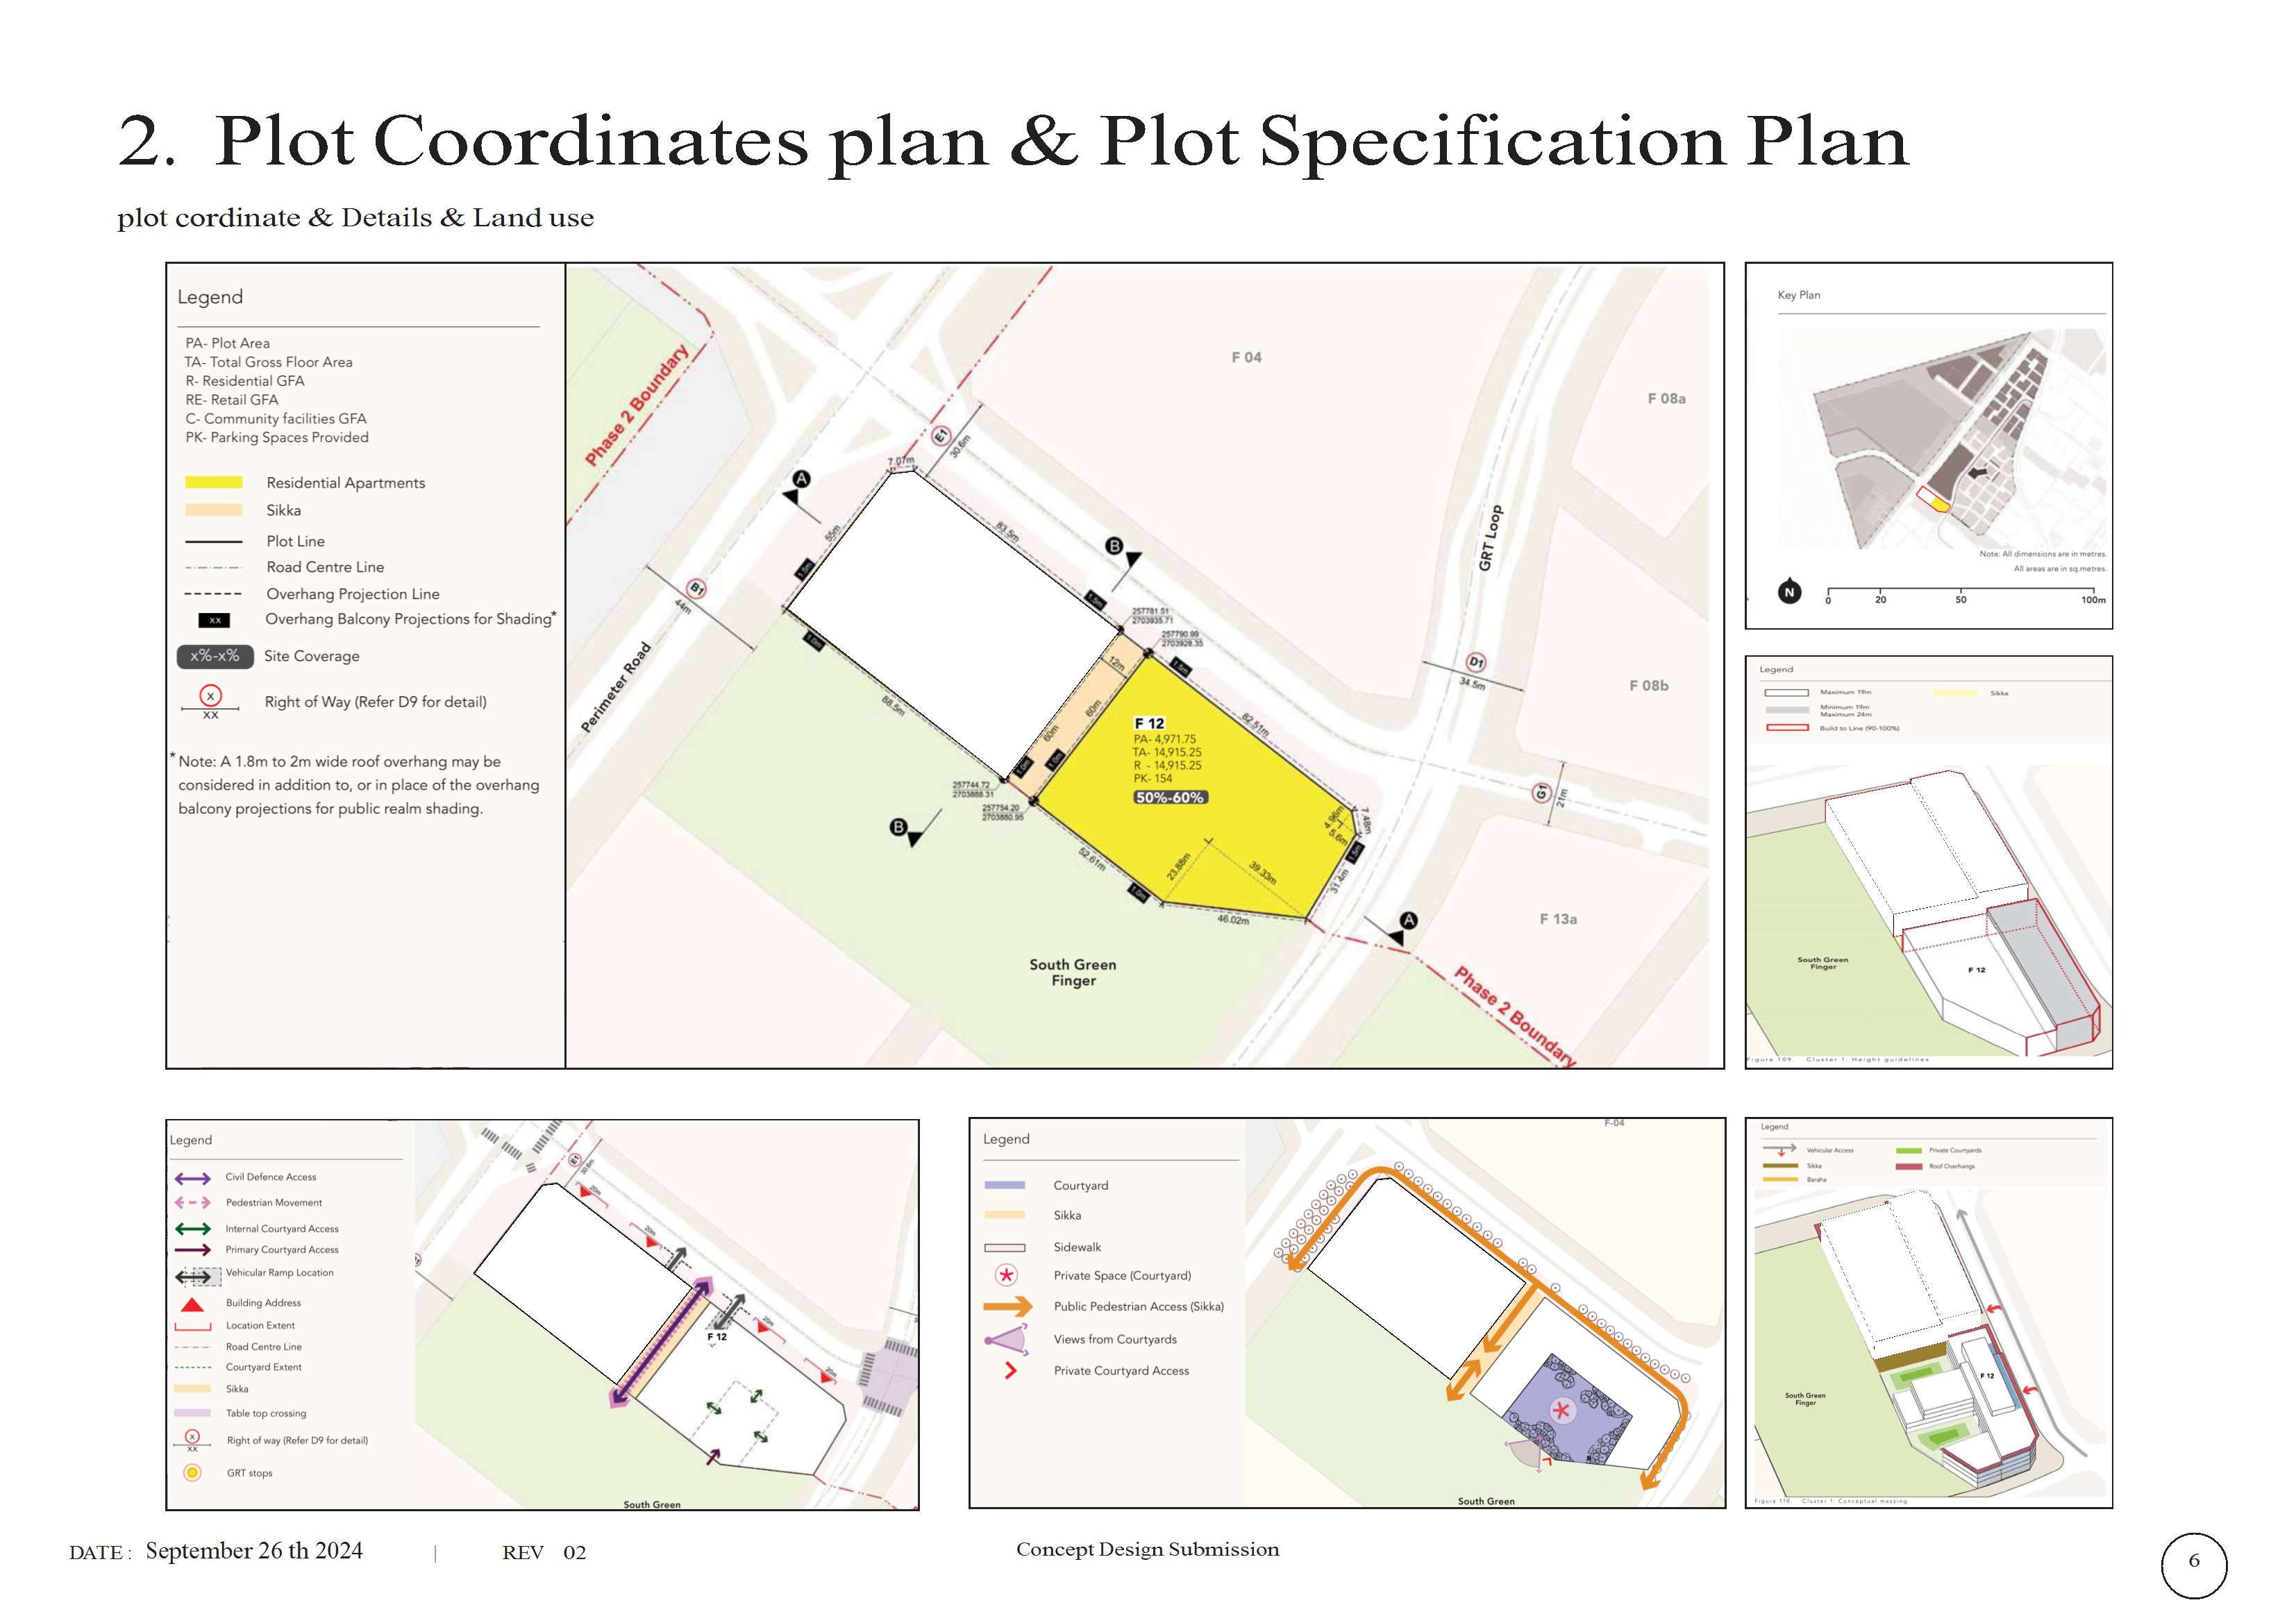 2. Plot Coordinates plan & Plot Specification Plan
plot cordinate & Details & Land use
Legend
PA- Plot Area
TA- Total Gross Floor Area
R- Residential GFA
RE- Retail GFA
C- Community facilities GFA
PK- Parking Spaces Provided
Residential Apartments
Sikka
Plot Line
Road Centre Line
Overhang Projection Line
xx
Overhang Balcony Projections for Shading*
x%-x%
Site Coverage
X
XX
Right of Way (Refer D9 for detail)
* Note: A 1.8m to 2m wide roof overhang may be
considered in addition to, or in place of the overhang
balcony projections for public realm shading.
Phase 2 Boundary
F 04
F 08a
E1
30.6m
7.07m
A
55m
83.5m
B
1.5m
1.5m
B1
44m
GRT Loop
257781.51
2703935.71
257790.99
2703928.35
1.0m
12m
1.5m
D1
34.5m
F 08b
Perimeter Road
88.5m
60m
60m
82.51m
F 12
PA- 4,971.75
TA- 14,915.25
R - 14,915.25
PK- 154
50%-60%
1.0m
1.0m
257744.72
2703888.31
257754.20
2703880.95
G1
21m
B
4.96m
5.6m
7.48m
1.5m
52.61m
23.88m
39.33m
31.4m
1.0m
46.02m
A
F 13a
South Green
Finger
Phase 2 Boundary
Key Plan
Note: All dimensions are in metres.
All areas are in sq.metres.
N
0
20
50
100m
Legend
Maximum 19m
Sikka
Minimum 19m
Maximum 24m
Build to Line (90-100%)
South Green
Finger
F 12
Figure 109. Cluster 1: Height guidelines
Legend
Civil Defence Access
Pedestrian Movement
Internal Courtyard Access
Primary Courtyard Access
Vehicular Ramp Location
Building Address
Location Extent
Road Centre Line
Courtyard Extent
Sikka
Table top crossing
X
XX
Right of way (Refer D9 for detail)
GRT stops
E1
30.6m
20m
20m
F 12
20m
20m
South Green
Legend
Courtyard
Sikka
Sidewalk
Private Space (Courtyard)
Public Pedestrian Access (Sikka)
Views from Courtyards
Private Courtyard Access
F-04
South Green
Legend
Vehicular Access
Private Courtyards
Sikka
Roof Overhangs
Baraha
F 12
South Green
Finger
Figure 110. Cluster 1: Conceptual massing
DATE : September 26 th 2024 | REV 02
Concept Design Submission
6